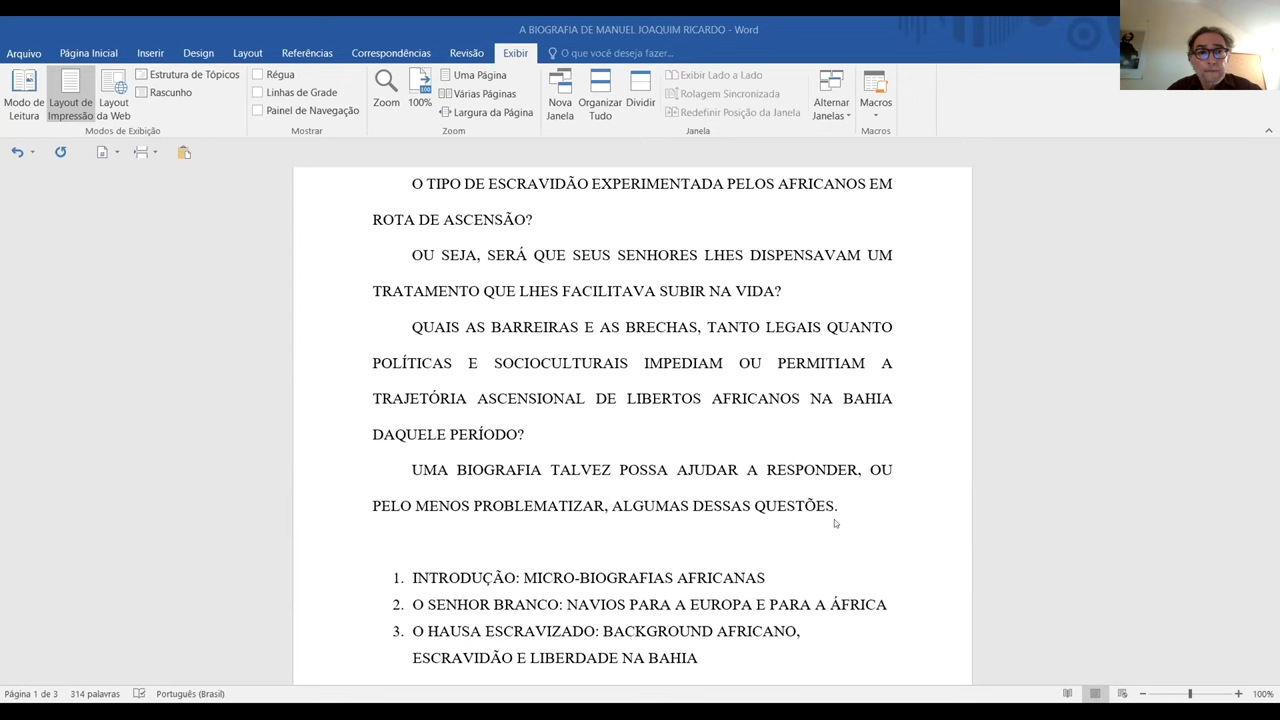 A BIOGRAFIA DE MANUEL JOAQUIM RICARDO - Word
Arquivo Página Inicial Inserir Design Layout Referências Correspondências Revisão Exibir O que você deseja fazer...
Modo de Leitura
Layout de Impressão
Layout da Web
Estrutura de Tópicos
Rascunho
Modos de Exibição
Régua
Linhas de Grade
Painel de Navegação
Mostrar
Zoom
100%
Uma Página
Várias Páginas
Largura da Página
Zoom
Nova Janela
Organizar Tudo
Dividir
Exibir Lado a Lado
Rolagem Sincronizada
Redefinir Posição da Janela
Janela
Alternar Janelas
Macros
Macros
O TIPO DE ESCRAVIDÃO EXPERIMENTADA PELOS AFRICANOS EM
ROTA DE ASCENSÃO?
OU SEJA, SERÁ QUE SEUS SENHORES LHES DISPENSAVAM UM
TRATAMENTO QUE LHES FACILITAVA SUBIR NA VIDA?
QUAIS AS BARREIRAS E AS BRECHAS, TANTO LEGAIS QUANTO
POLÍTICAS E SOCIOCULTURAIS IMPEDIAM OU PERMITIAM A
TRAJETÓRIA ASCENSIONAL DE LIBERTOS AFRICANOS NA BAHIA
DAQUELE PERÍODO?
UMA BIOGRAFIA TALVEZ POSSA AJUDAR A RESPONDER, OU
PELO MENOS PROBLEMATIZAR, ALGUMAS DESSAS QUESTÕES.
1. INTRODUÇÃO: MICRO-BIOGRAFIAS AFRICANAS
2. O SENHOR BRANCO: NAVIOS PARA A EUROPA E PARA A ÁFRICA
3. O HAUSA ESCRAVIZADO: BACKGROUND AFRICANO,
ESCRAVIDÃO E LIBERDADE NA BAHIA
Página 1 de 3 314 palavras Português (Brasil) 100%